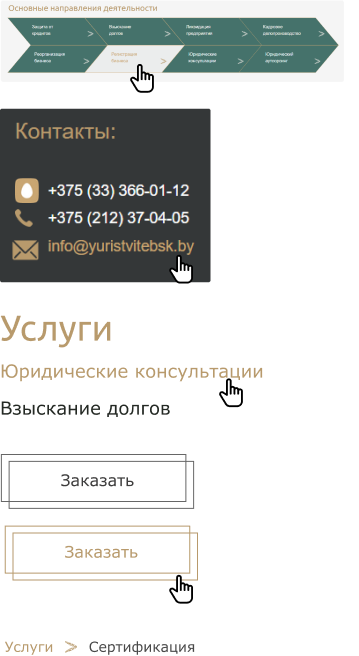 Основные направления деятельности
Защита от кредитов > Взыскание долгов > Ликвидация предприятия > Кадровое делопроизводство >
Реорганизация бизнеса > Регистрация бизнеса > Юридические консультации > Юридический аутсорсинг >
Контакты:
+375 (33) 366-01-12
+375 (212) 37-04-05
info@yuristvitebsk.by
Услуги
Юридические консультации
Взыскание долгов
Заказать
Заказать
Услуги > Сертификация